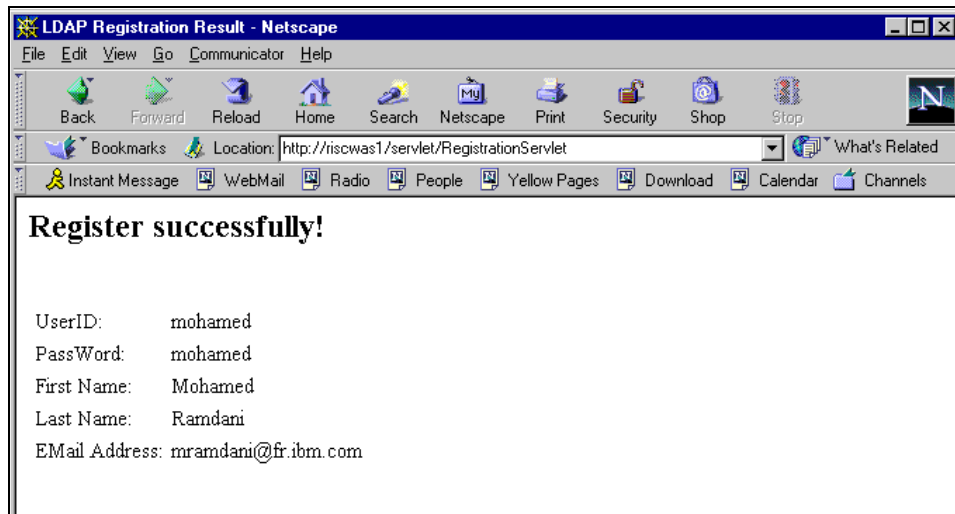 LDAP Registration Result - Netscape
File Edit View Go Communicator Help
My
Back Forward Reload Home Search Netscape Print Security Shop Stop
N
Bookmarks Location: http://riscwas1/servlet/RegistrationServlet What's Related
Instant Message WebMail Radio People Yellow Pages Download Calendar Channels
Register successfully!
UserID: mohamed
PassWord: mohamed
First Name: Mohamed
Last Name: Ramdani
EMail Address: mramdani@fr.ibm.com